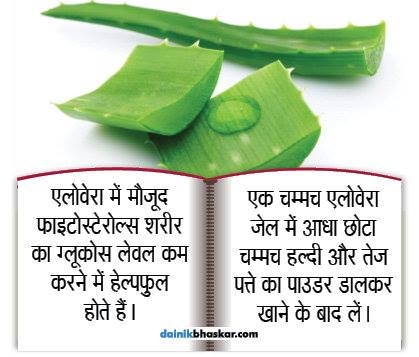 एलोवेरा में मौजूद
फाइटोस्टेरोल्स शरीर
का ग्लूकोस लेवल कम
करने में हेल्पफुल
होते हैं।
एक चम्मच एलोवेरा
जेल में आधा छोटा
चम्मच हल्दी और तेज
पत्ते का पाउडर डालकर
खाने के बाद लें।
dainikbhaskar.com